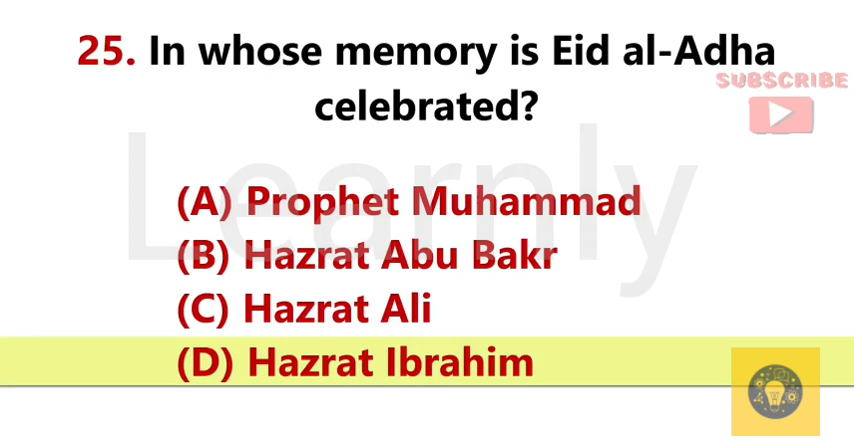 25. In whose memory is Eid al-Adha
celebrated?
SUBSCRIBE
Learnly
(A) Prophet Muhammad
(B) Hazrat Abu Bakr
(C) Hazrat Ali
(D) Hazrat Ibrahim